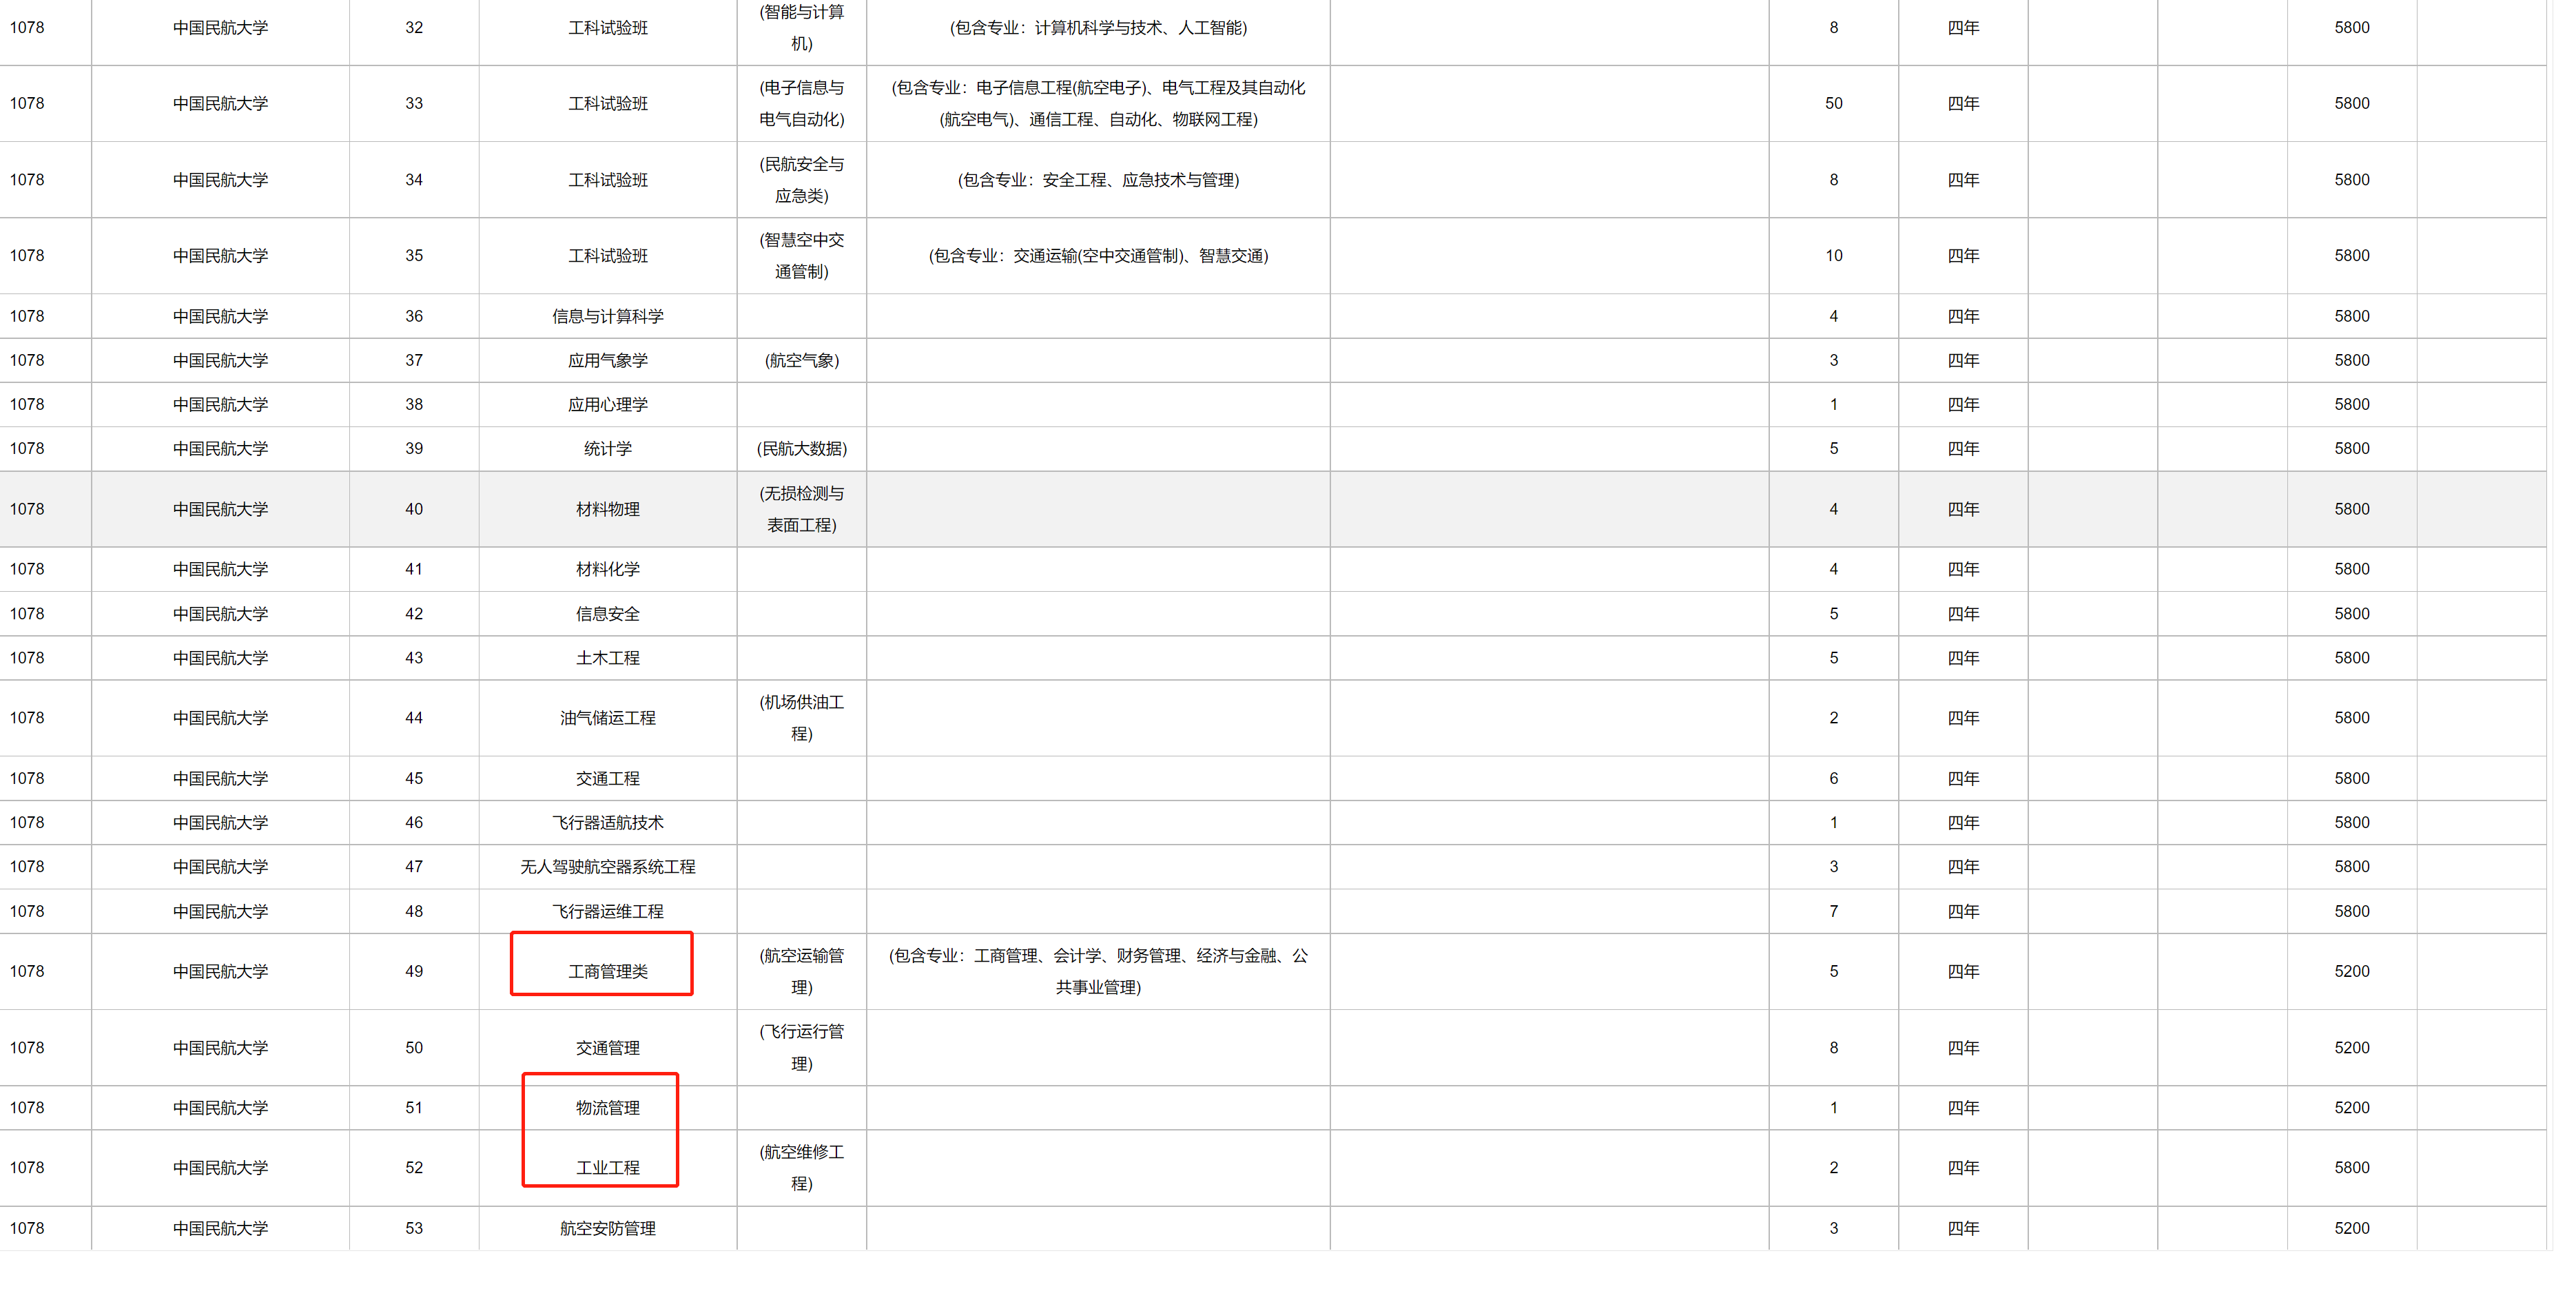 1078 中国民航大学 32 工科试验班 (智能与计算机) (包含专业：计算机科学与技术、人工智能) 8 四年 5800
1078 中国民航大学 33 工科试验班 (电子信息与电气自动化) (包含专业：电子信息工程(航空电子)、电气工程及其自动化(航空电气)、通信工程、自动化、物联网工程) 50 四年 5800
1078 中国民航大学 34 工科试验班 (民航安全与应急类) (包含专业：安全工程、应急技术与管理) 8 四年 5800
1078 中国民航大学 35 工科试验班 (智慧空中交通管制) (包含专业：交通运输(空中交通管制)、智慧交通) 10 四年 5800
1078 中国民航大学 36 信息与计算科学 4 四年 5800
1078 中国民航大学 37 应用气象学 (航空气象) 3 四年 5800
1078 中国民航大学 38 应用心理学 1 四年 5800
1078 中国民航大学 39 统计学 (民航大数据) 5 四年 5800
1078 中国民航大学 40 材料物理 (无损检测与表面工程) 4 四年 5800
1078 中国民航大学 41 材料化学 4 四年 5800
1078 中国民航大学 42 信息安全 5 四年 5800
1078 中国民航大学 43 土木工程 5 四年 5800
1078 中国民航大学 44 油气储运工程 (机场供油工程) 2 四年 5800
1078 中国民航大学 45 交通工程 6 四年 5800
1078 中国民航大学 46 飞行器适航技术 1 四年 5800
1078 中国民航大学 47 无人驾驶航空器系统工程 3 四年 5800
1078 中国民航大学 48 飞行器运维工程 7 四年 5800
1078 中国民航大学 49 工商管理类 (航空运输管理) (包含专业：工商管理、会计学、财务管理、经济与金融、公共事业管理) 5 四年 5200
1078 中国民航大学 50 交通管理 (飞行运行管理) 8 四年 5200
1078 中国民航大学 51 物流管理 1 四年 5200
1078 中国民航大学 52 工业工程 (航空维修工程) 2 四年 5800
1078 中国民航大学 53 航空安防管理 3 四年 5200